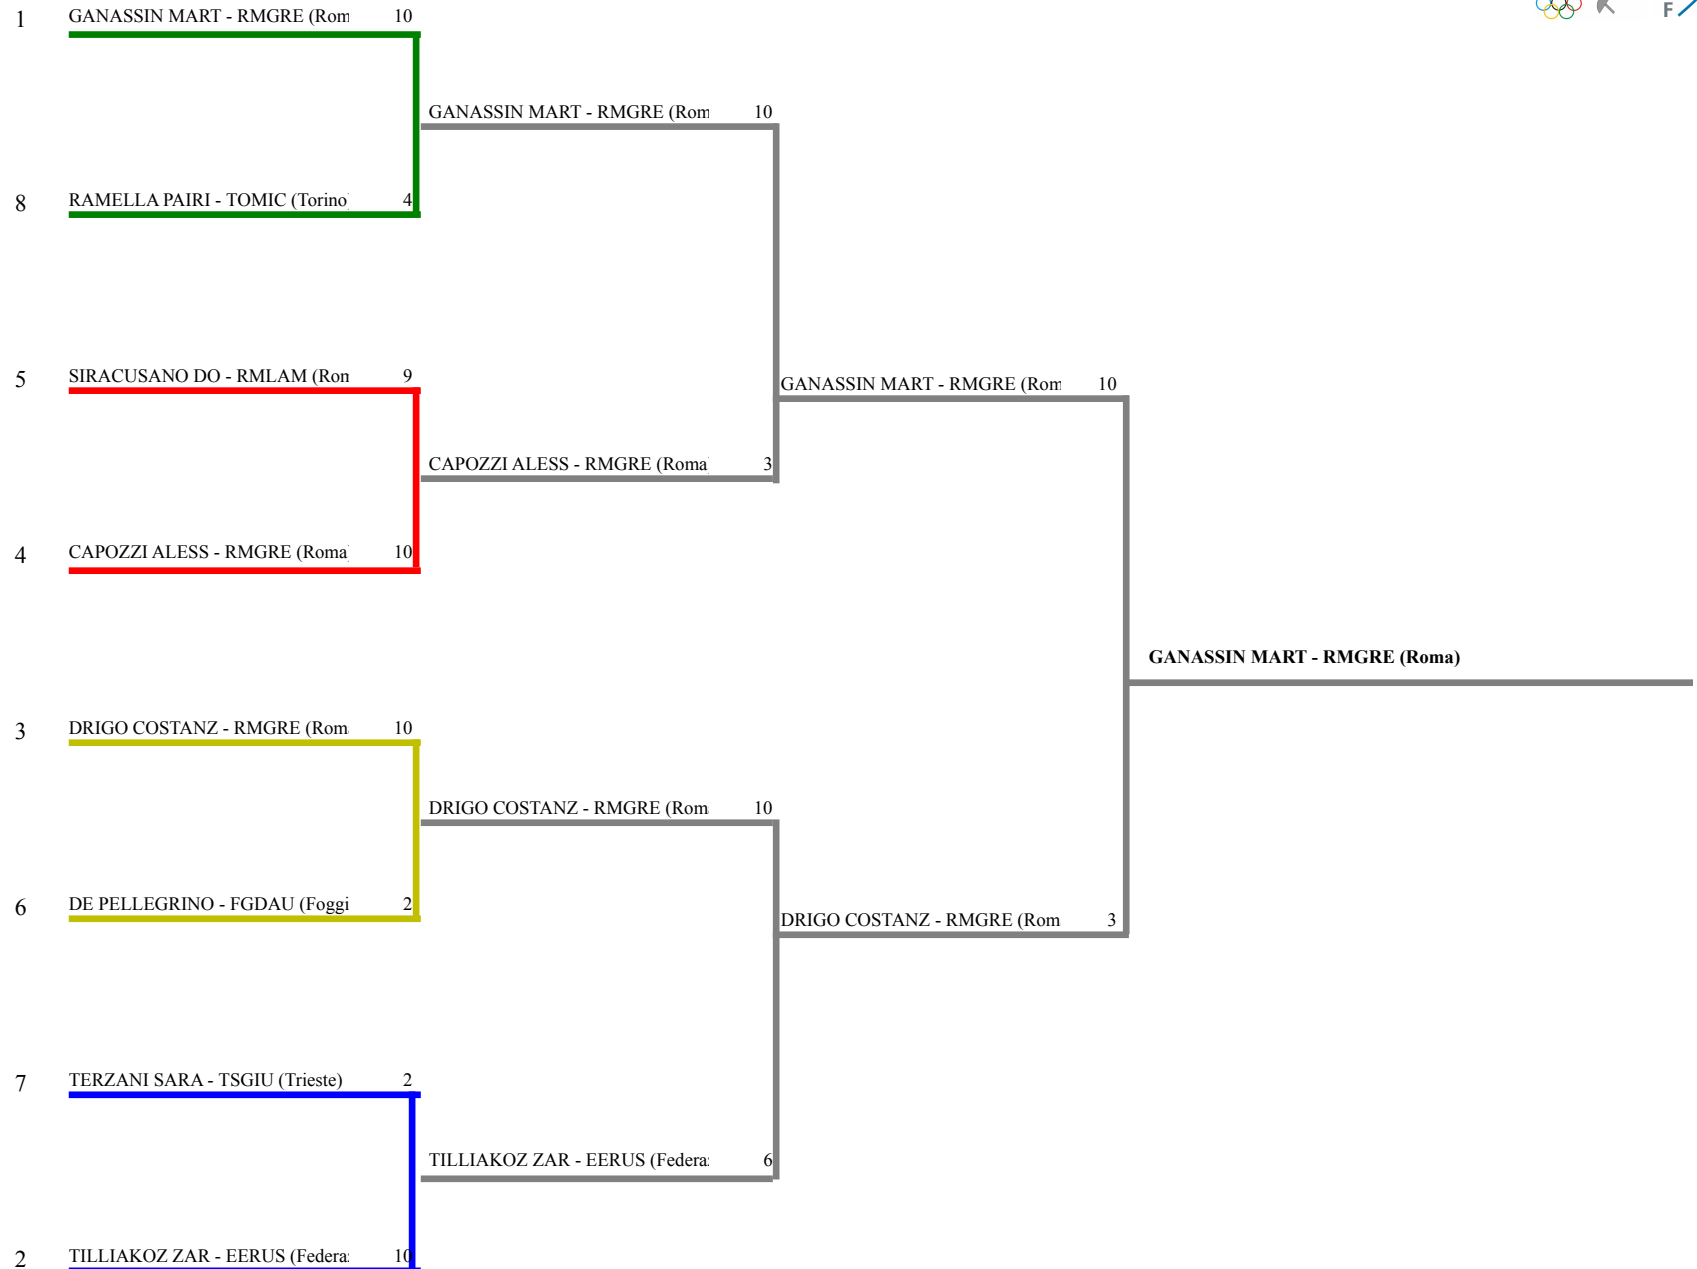 F
1 GANASSIN MART - RMGRE (Rom 10
GANASSIN MART - RMGRE (Rom 10
8 RAMELLA PAIRI - TOMIC (Torino 4
5 SIRACUSANO DO - RMLAM (Rom 9
GANASSIN MART - RMGRE (Rom 10
CAPOZZI ALESS - RMGRE (Roma 3
4 CAPOZZI ALESS - RMGRE (Roma 10
GANASSIN MART - RMGRE (Roma)
3 DRIGO COSTANZ - RMGRE (Rom 10
DRIGO COSTANZ - RMGRE (Rom 10
6 DE PELLEGRINO - FGDAU (Foggi 2
DRIGO COSTANZ - RMGRE (Rom 3
7 TERZANI SARA - TSGIU (Trieste) 2
TILLIAKOZ ZAR - EERUS (Federa 6
2 TILLIAKOZ ZAR - EERUS (Federa 10